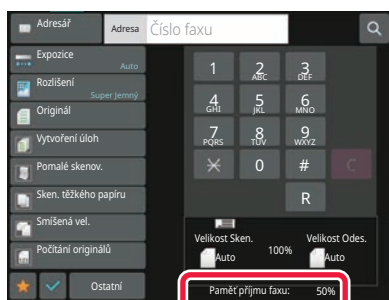 Adresář
Adresa
Číslo faxu
Expozice
Auto
Rozlišení
Super Jemný
Originál
Vytvoření úloh
Pomalé skenov.
Sken. těžkého papíru
Smíšená vel.
Počítání originálů
Ostatní
1
2 ABC
3 DEF
4 GHI
5 JKL
6 MNO
7 PQRS
8 TUV
9 WXYZ
0
#
C
R
Velikost Sken.
Auto
100%
Velikost Odes.
Auto
Paměť příjmu faxu: 50%